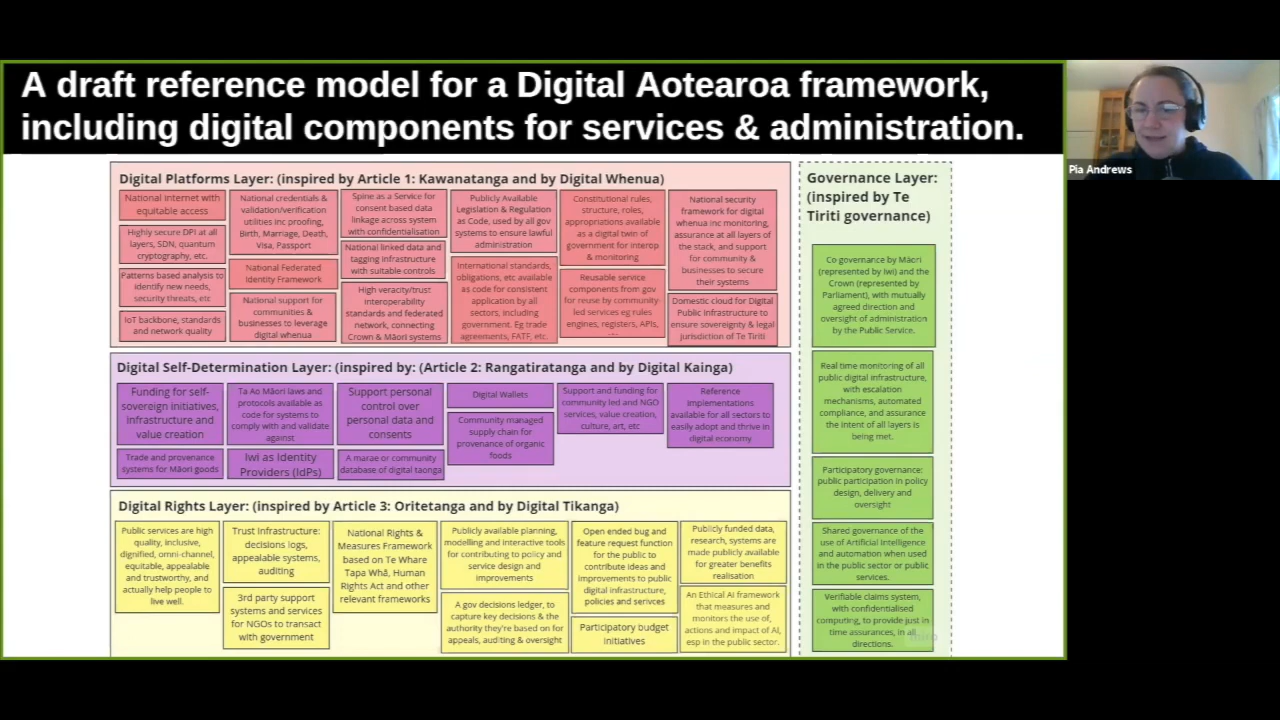 A draft reference model for a Digital Aotearoa framework,
including digital components for services & administration.
Pia Andrews
Digital Platforms Layer: (inspired by Article 1: Kawanatanga and by Digital Whenua)
National Internet with
equitable access
Highly secure DPI at all
layers, SDN, quantum
cryptography, etc.
Patterns based analysis to
identify new needs,
security threats, etc
IoT backbone, standards
and network quality
National credentials &
validation/verification
utilities inc proofing,
Birth, Marriage, Death,
Visa, Passport
National Federated
Identity Framework
National support for
communities &
businesses to leverage
digital whenua
Spine as a Service for
consent based data
linkage across system
with confidentialisation
National linked data and
tagging infrastructure
with suitable controls
High veracity/trust
interoperability
standards and federated
network, connecting
Crown & Māori systems
Publicly Available
Legislation & Regulation
as Code, used by all gov
systems to ensure lawful
administration
International standards,
obligations, etc available
as code for consistent
application by all
sectors, including
government. Eg trade
agreements, FATF, etc.
Constitutional rules,
structure, roles,
appropriations available
as a digital twin of
government for interop
& monitoring
Reusable service
components from gov
for reuse by community-
led services eg rules
engines, registers, APIs,
National security
framework for digital
whenua inc monitoring,
assurance at all layers of
the stack, and support
for community &
businesses to secure
their systems
Domestic cloud for Digital
Public Infrastructure to
ensure sovereignty & legal
jurisdiction of Te Tiriti
Digital Self-Determination Layer: (inspired by: (Article 2: Rangatiratanga and by Digital Kainga)
Funding for self-
sovereign initiatives,
infrastructure and
value creation
Trade and provenance
systems for Māori goods
Ta Ao Māori laws and
protocols available as
code for systems to
comply with and validate
against
Iwi as Identity
Providers (IdPs)
Support personal
control over
personal data and
consents
A marae or community
database of digital taonga
Digital Wallets
Community managed
supply chain for
provenance of organic
foods
Support and funding for
community led and NGO
services, value creation,
culture, art, etc
Reference
implementations
available for all sectors to
easily adopt and thrive in
digital economy
Digital Rights Layer: (inspired by Article 3: Oritetanga and by Digital Tikanga)
Public services are high
quality, inclusive,
dignified, omni-channel,
equitable, appealable
and trustworthy, and
actually help people to
live well.
Trust Infrastructure:
decisions logs,
appealable systems,
auditing
3rd party support
systems and services
for NGOs to transact
with government
National Rights &
Measures Framework
based on Te Whare
Tapa Whā, Human
Rights Act and other
relevant frameworks
Publicly available planning,
modelling and interactive tools
for contributing to policy and
service design and
improvements
A gov decisions ledger, to
capture key decisions & the
authority they're based on for
appeals, auditing & oversight
Open ended bug and
feature request function
for the public to
contribute ideas and
improvements to public
digital infrastructure,
policies and serivces
Participatory budget
initiatives
Publicly funded data,
research, systems are
made publicly available
for greater benefits
realisation
An Ethical AI framework
that measures and
monitors the use of,
actions and impact of AI,
esp in the public sector.
Governance Layer:
(inspired by Te
Tiriti governance)
Co governance by Māori
(represented by Iwi) and the
Crown (represented by
Parliament), with mutually
agreed direction and
oversight of administration
by the Public Service.
Real time monitoring of all
public digital infrastructure,
with escalation
mechanisms, automated
compliance, and assurance
the intent of all layers is
being met.
Participatory governance:
public participation in policy
design, delivery and
oversight
Shared governance of the
use of Artificial Intelligence
and automation when used
in the public sector or public
services.
Verifiable claims system,
with confidentialised
computing, to provide just in
time assurances, in all
directions.
miro